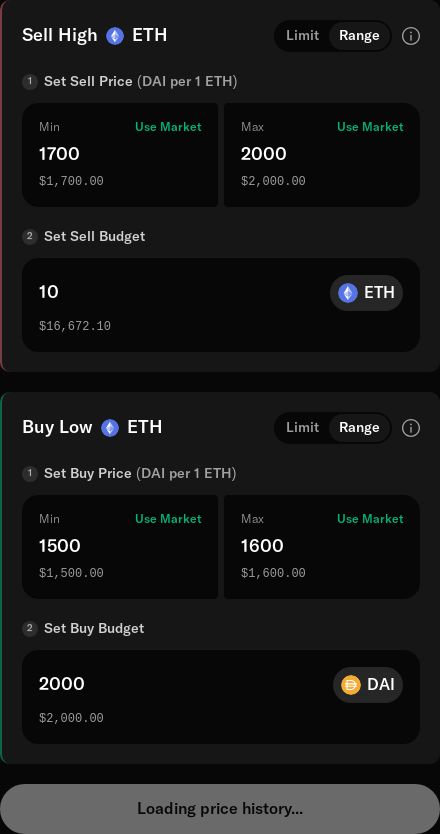 Sell High ETH Limit Range
1 Set Sell Price (DAI per 1 ETH)
Min Use Market Max Use Market
1700 2000
$1,700.00 $2,000.00
2 Set Sell Budget
10 ETH
$16,672.10
Buy Low ETH Limit Range
1 Set Buy Price (DAI per 1 ETH)
Min Use Market Max Use Market
1500 1600
$1,500.00 $1,600.00
2 Set Buy Budget
2000 DAI
$2,000.00
Loading price history...